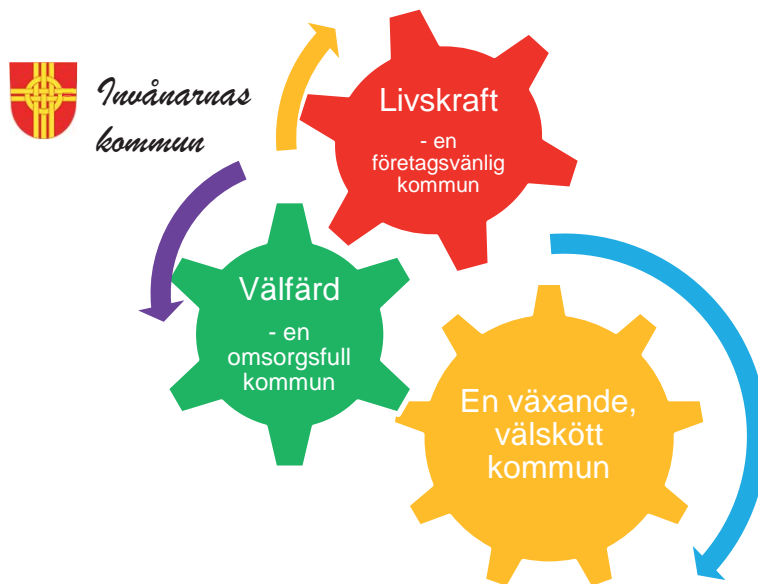 Invånarnas
kommun
Livskraft
- en
företagsvänlig
kommun
Välfärd
- en
omsorgsfull
kommun
En växande,
välskött
kommun